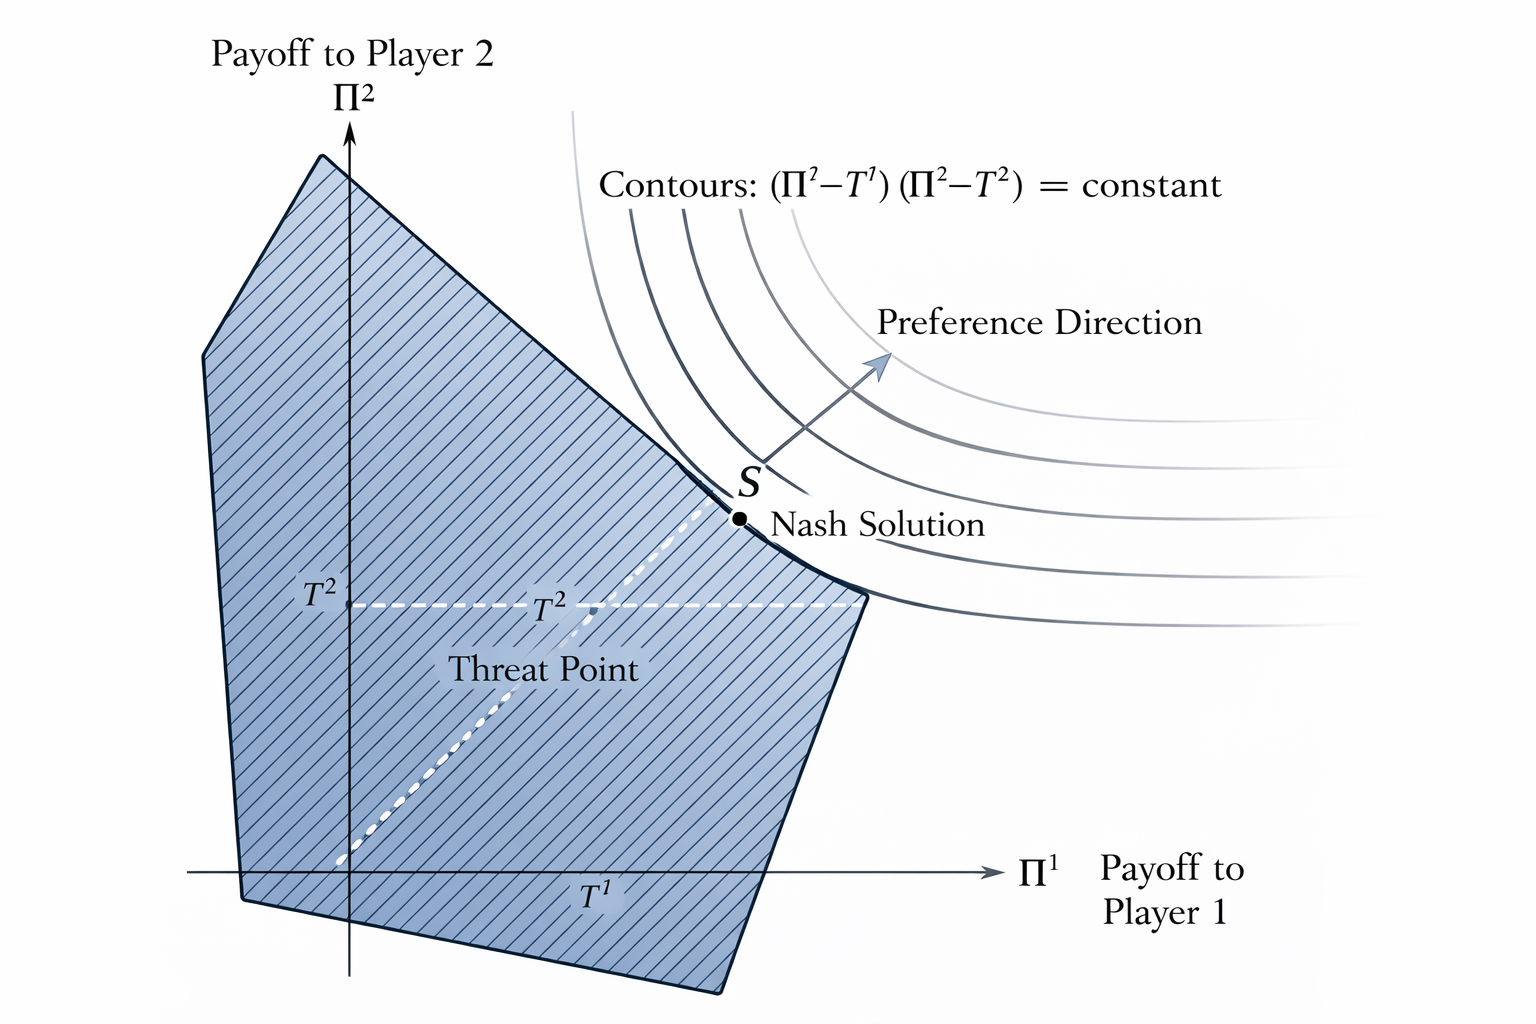 Payoff to Player 2
Π²
Contours: (Π¹−T¹) (Π²−T²) = constant
Preference Direction
S
Nash Solution
T²
T²
Threat Point
T¹
Π¹
Payoff to
Player 1